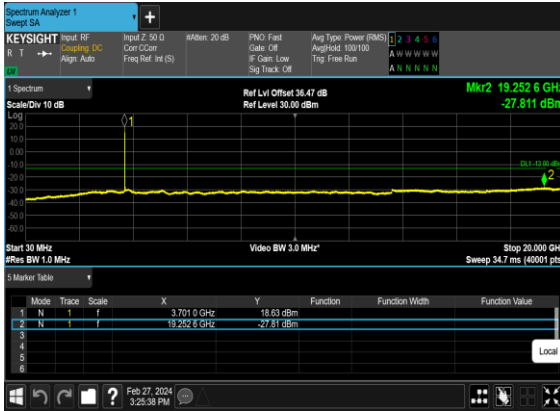 Spectrum Analyzer 1
Swept SA
+
KEYSIGHT
R T
Input: RF
Coupling: DC
Align: Auto
Input Z: 50 Ω
Corr CCorr
Freq Ref: Int (S)
#Atten: 20 dB
PNO: Fast
Gate: Off
IF Gain: Low
Sig Track: Off
Avg Type: Power (RMS)
Avg|Hold: 100/100
Trig: Free Run
1 2 3 4 5 6
A W W W W W
A N N N N N
1 Spectrum
Scale/Div 10 dB
Ref Lvl Offset 36.47 dB
Ref Level 30.00 dBm
Mkr2 19.252 6 GHz
-27.811 dBm
Log
20.0
10.0
0.00
-10.0
-20.0
-30.0
-40.0
-50.0
-60.0
1
DL1 -13.00 dBm
2
Start 30 MHz
#Res BW 1.0 MHz
Video BW 3.0 MHz*
Stop 20.000 GH
Sweep 34.7 ms (40001 pts
5 Marker Table
Mode Trace Scale X Y Function Function Width Function Value
1 N 1 f 3.701 0 GHz 18.63 dBm
2 N 1 f 19.252 6 GHz -27.81 dBm
3
4
5
6
Local
?
Feb 27, 2024
3:25:38 PM